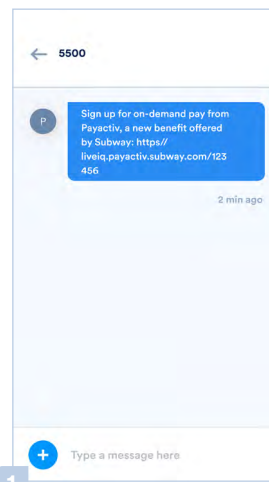 5500
P
Sign up for on-demand pay from
Payactiv, a new benefit offered
by Subway: https//
liveiq.payactiv.subway.com/123
456
2 min ago
+ Type a message here
1